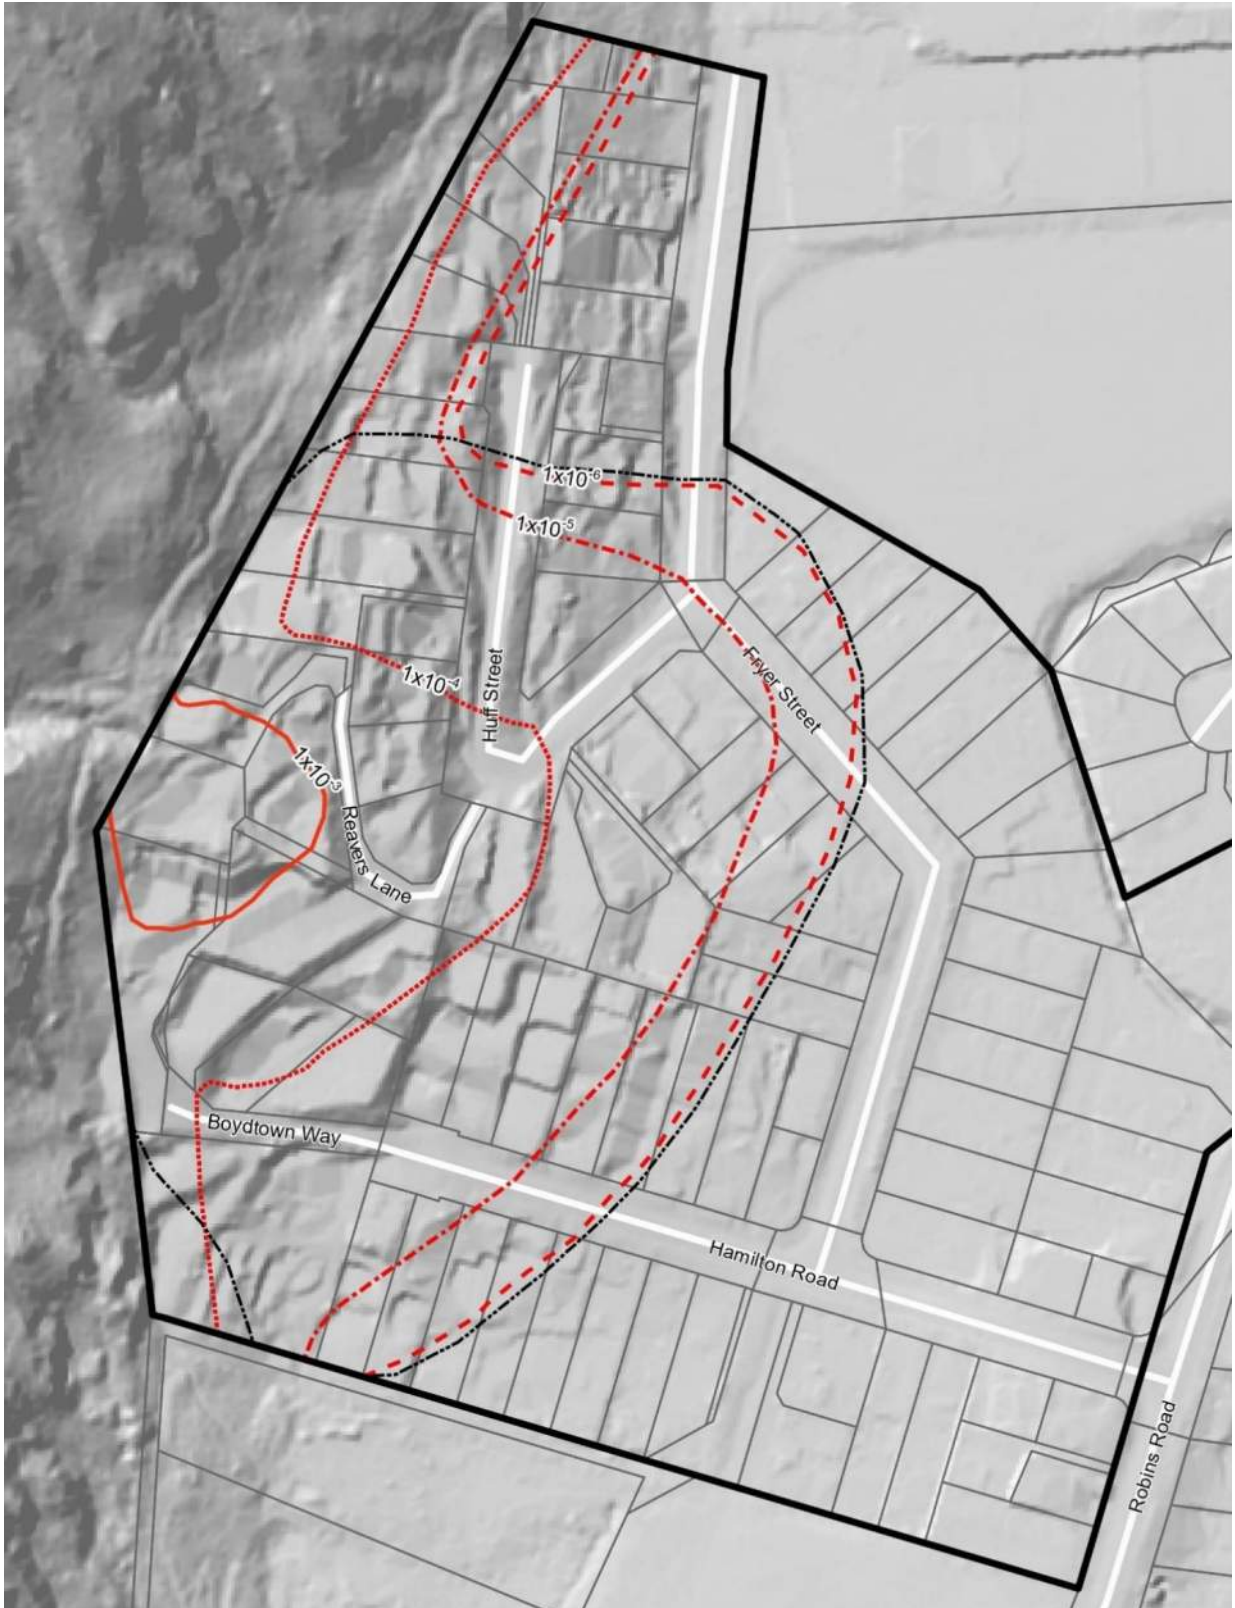 1x10-6
1x10-5
Fryer Street
Huff Street
1x10-4
1x10-3
Reavers Lane
Boydtown Way
Hamilton Road
Robins Road